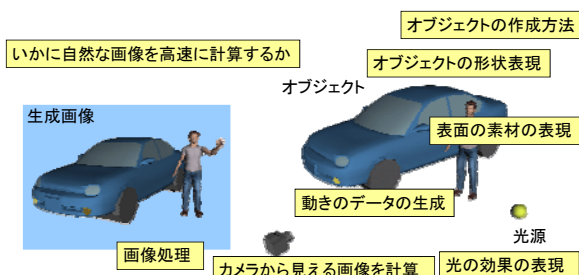 オブジェクトの作成方法
いかに自然な画像を高速に計算するか
オブジェクトの形状表現
オブジェクト
生成画像
表面の素材の表現
動きのデータの生成
光源
画像処理
カメラから見える画像を計算
光の効果の表現